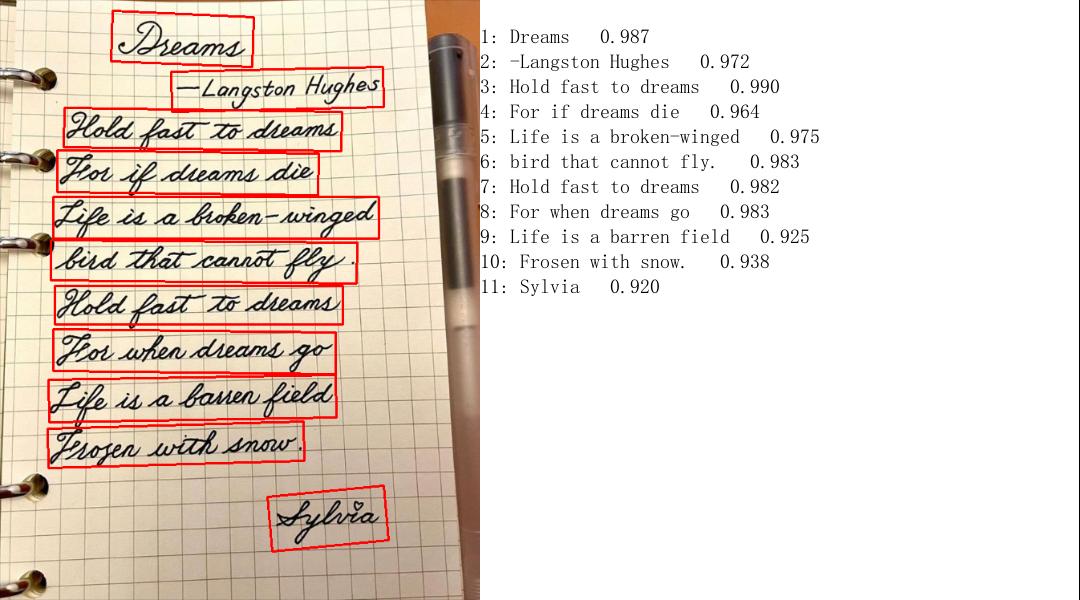 Dreams
—Langston Hughes
Hold fast to dreams
For if dreams die
Life is a broken-winged
bird that cannot fly.
Hold fast to dreams
For when dreams go
Life is a barren field
Frozen with snow.
Sylvia
1: Dreams 0.987
2: -Langston Hughes 0.972
3: Hold fast to dreams 0.990
4: For if dreams die 0.964
5: Life is a broken-winged 0.975
6: bird that cannot fly. 0.983
7: Hold fast to dreams 0.982
8: For when dreams go 0.983
9: Life is a barren field 0.925
10: Frosen with snow. 0.938
11: Sylvia 0.920